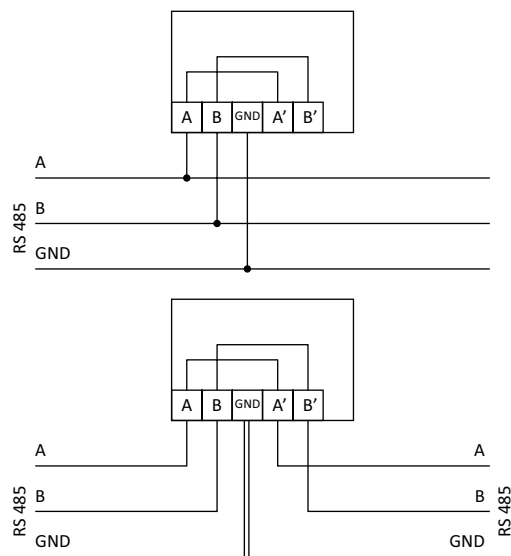 A B GND A’ B’
A
RS 485
B
GND
A B GND A’ B’
A A
RS 485 B B RS 485
GND GND